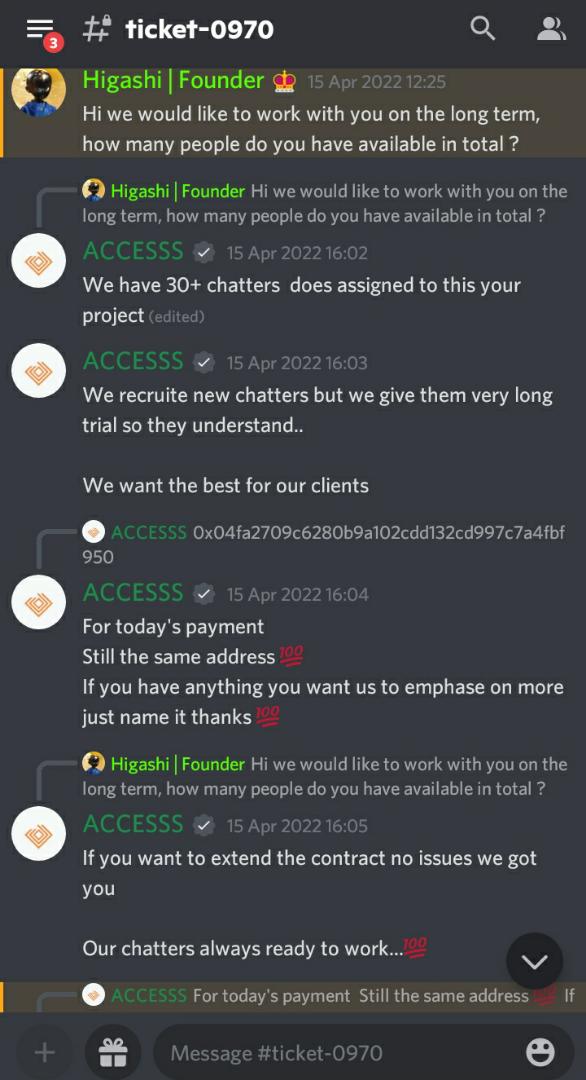 3
ticket-0970
Higashi | Founder 15 Apr 2022 12:25
Hi we would like to work with you on the long term,
how many people do you have available in total ?
Higashi | Founder Hi we would like to work with you on the
long term, how many people do you have available in total ?
ACCESSS 15 Apr 2022 16:02
We have 30+ chatters does assigned to this your
project (edited)
ACCESSS 15 Apr 2022 16:03
We recruite new chatters but we give them very long
trial so they understand..
We want the best for our clients
ACCESSS 0x04fa2709c6280b9a102cdd132cd997c7a4fbf
950
ACCESSS 15 Apr 2022 16:04
For today's payment
Still the same address 💯
If you have anything you want us to emphase on more
just name it thanks 💯
Higashi | Founder Hi we would like to work with you on the
long term, how many people do you have available in total ?
ACCESSS 15 Apr 2022 16:05
If you want to extend the contract no issues we got
you
Our chatters always ready to work...💯
ACCESSS For today's payment Still the same address 💯 If
Message #ticket-0970